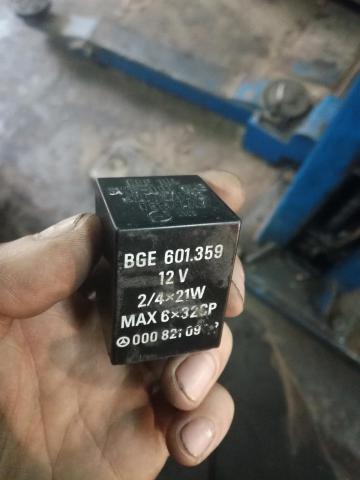 BGE 601.359
12 V
2/4×21W
MAX 6×32CP
000 821 09